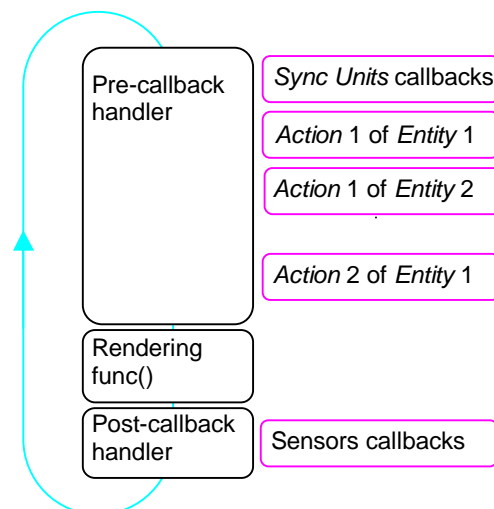 Pre-callback
handler
Sync Units callbacks
Action 1 of Entity 1
Action 1 of Entity 2
Action 2 of Entity 1
Rendering
func()
Post-callback
handler
Sensors callbacks